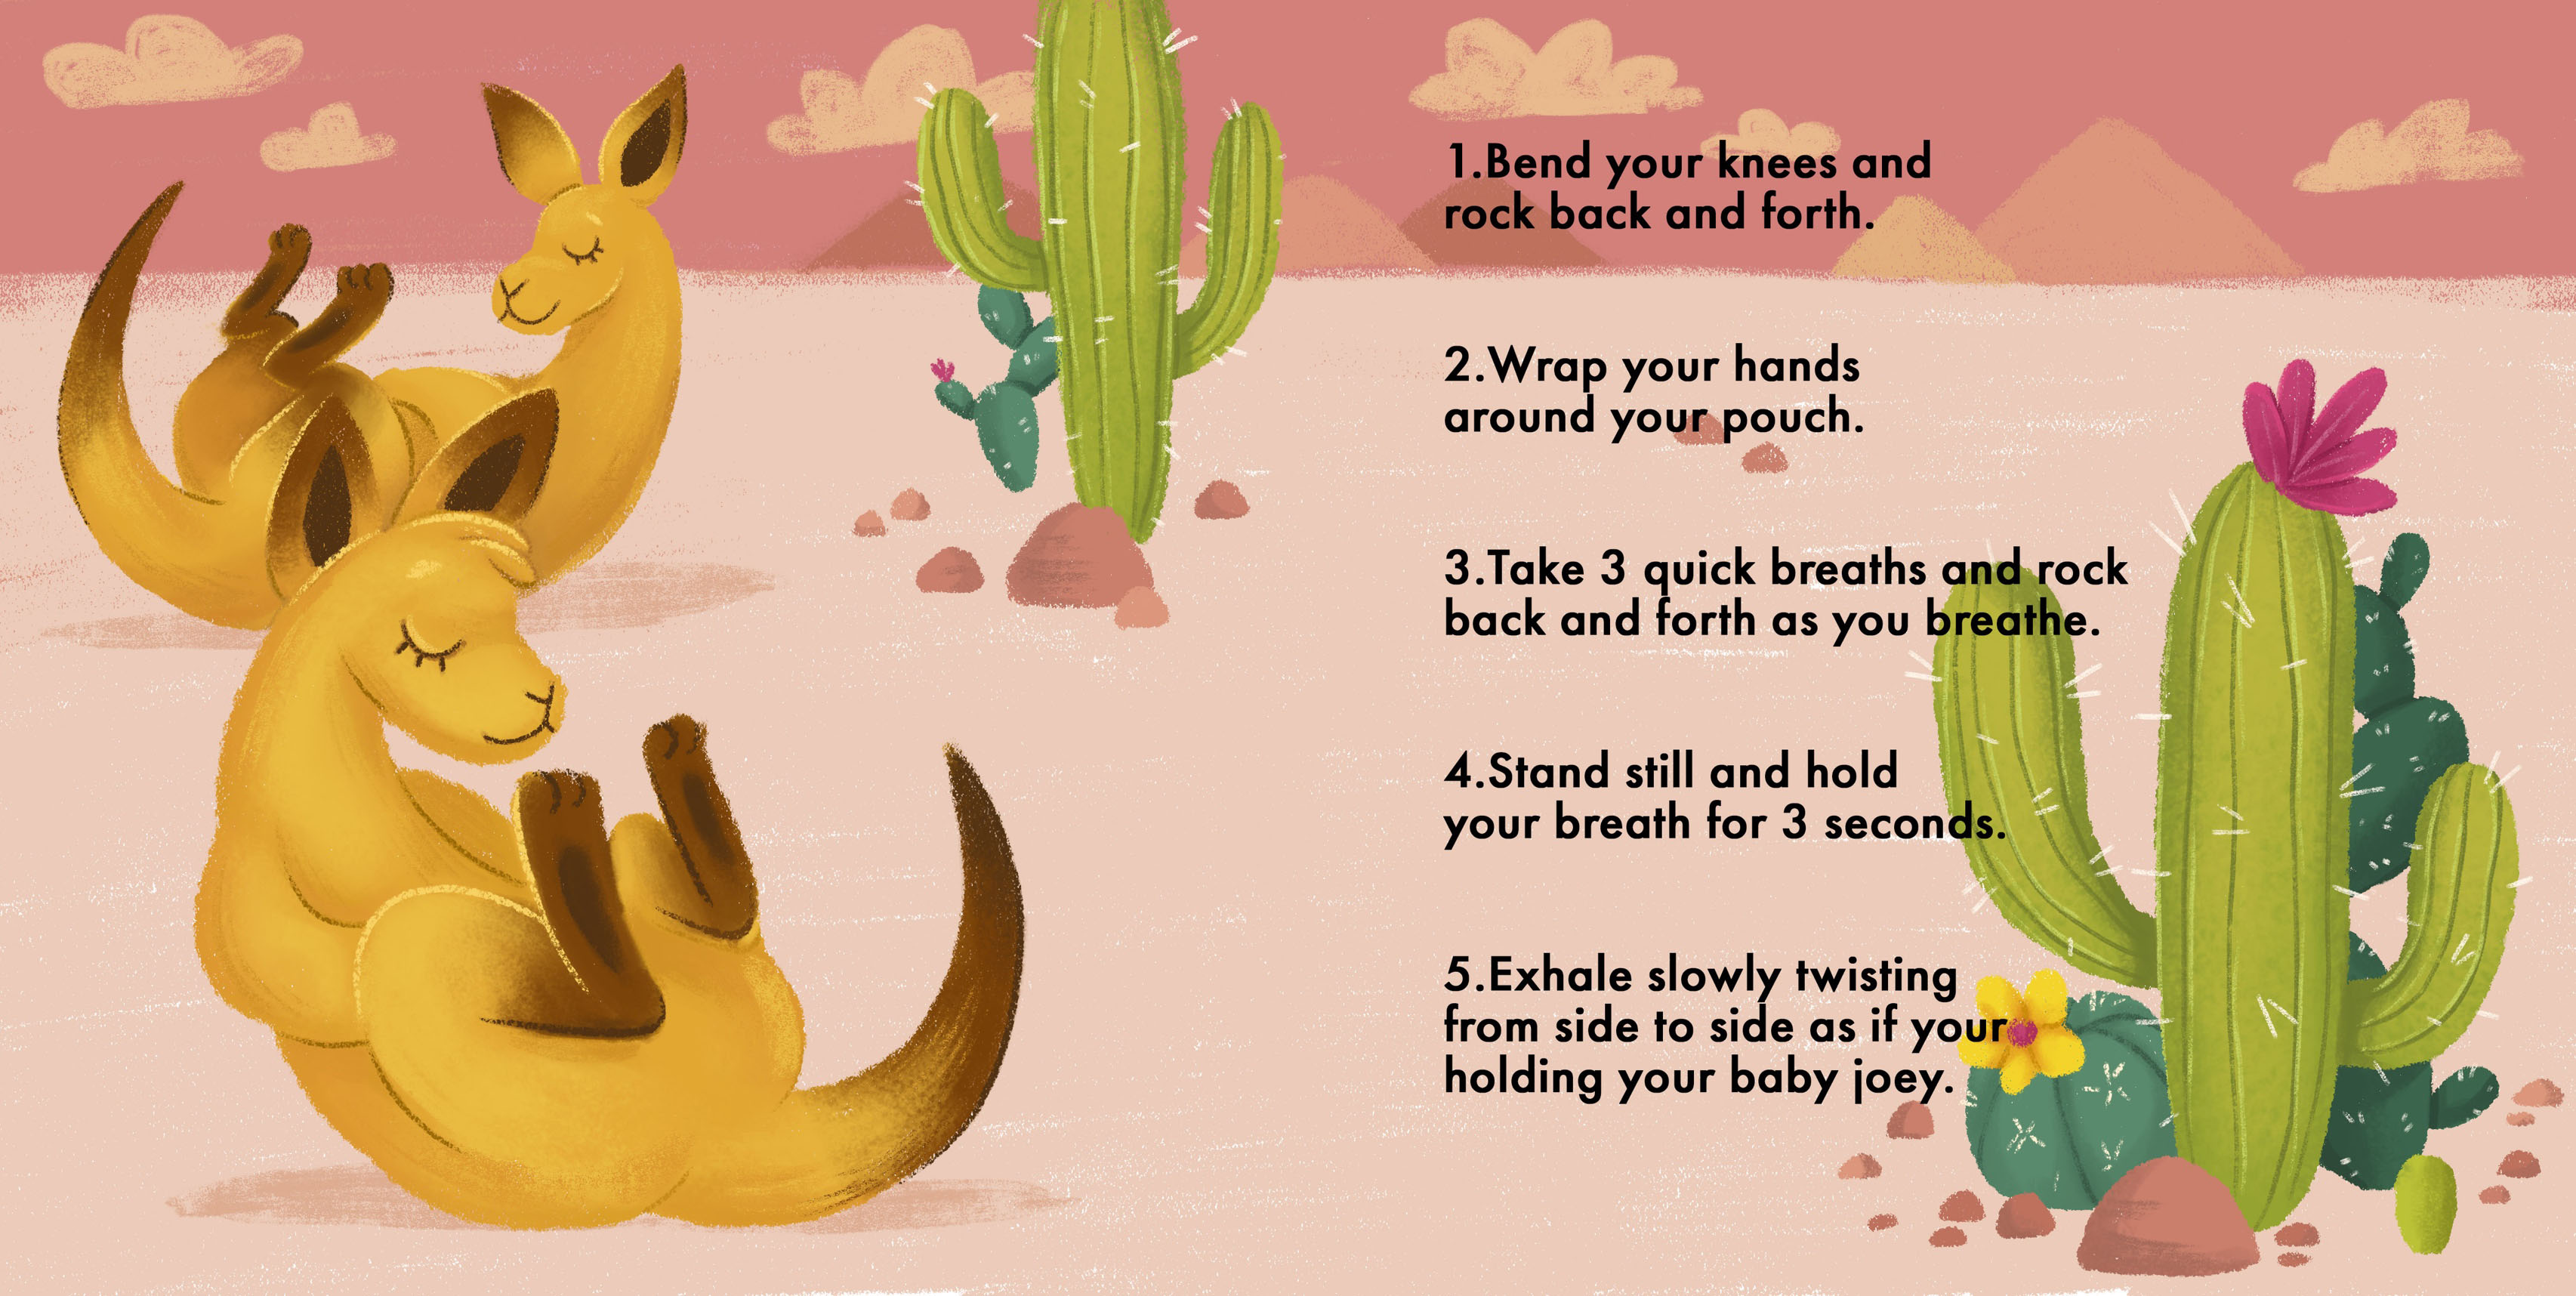 1.Bend your knees and
rock back and forth.
2.Wrap your hands
around your pouch.
3.Take 3 quick breaths and rock
back and forth as you breathe.
4.Stand still and hold
your breath for 3 seconds.
5.Exhale slowly twisting
from side to side as if your
holding your baby joey.